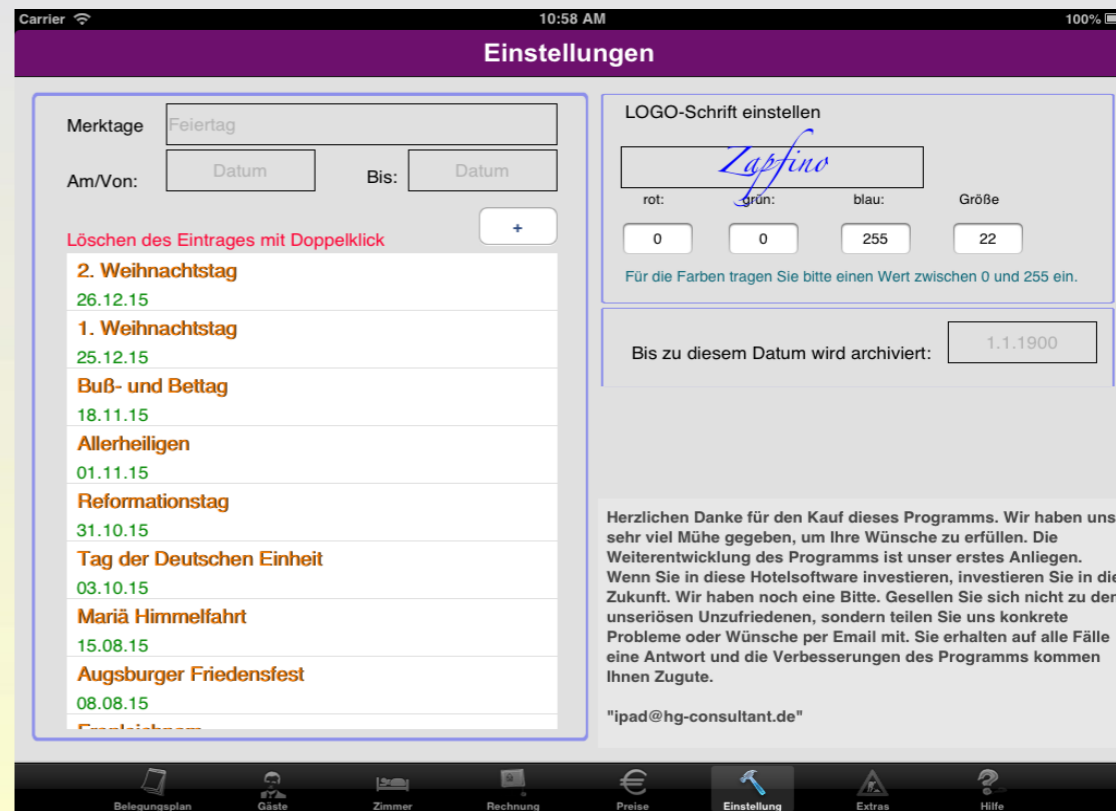 Carrier 10:58 AM 100%
Einstellungen
Merktage Feiertag
Am/Von: Datum Bis: Datum
+
Löschen des Eintrages mit Doppelklick
2. Weihnachtstag
26.12.15
1. Weihnachtstag
25.12.15
Buß- und Bettag
18.11.15
Allerheiligen
01.11.15
Reformationstag
31.10.15
Tag der Deutschen Einheit
03.10.15
Mariä Himmelfahrt
15.08.15
Augsburger Friedensfest
08.08.15
LOGO-Schrift einstellen
Zapfino
rot: grün: blau: Größe
0 0 255 22
Für die Farben tragen Sie bitte einen Wert zwischen 0 und 255 ein.
Bis zu diesem Datum wird archiviert: 1.1.1900
Herzlichen Danke für den Kauf dieses Programms. Wir haben uns
sehr viel Mühe gegeben, um Ihre Wünsche zu erfüllen. Die
Weiterentwicklung des Programms ist unser erstes Anliegen.
Wenn Sie in diese Hotelsoftware investieren, investieren Sie in die
Zukunft. Wir haben noch eine Bitte. Gesellen Sie sich nicht zu den
unseriösen Unzufriedenen, sondern teilen Sie uns konkrete
Probleme oder Wünsche per Email mit. Sie erhalten auf alle Fälle
eine Antwort und die Verbesserungen des Programms kommen
Ihnen Zugute.
"ipad@hg-consultant.de"
Belegungsplan Gäste Zimmer Rechnung Preise Einstellung Extras Hilfe